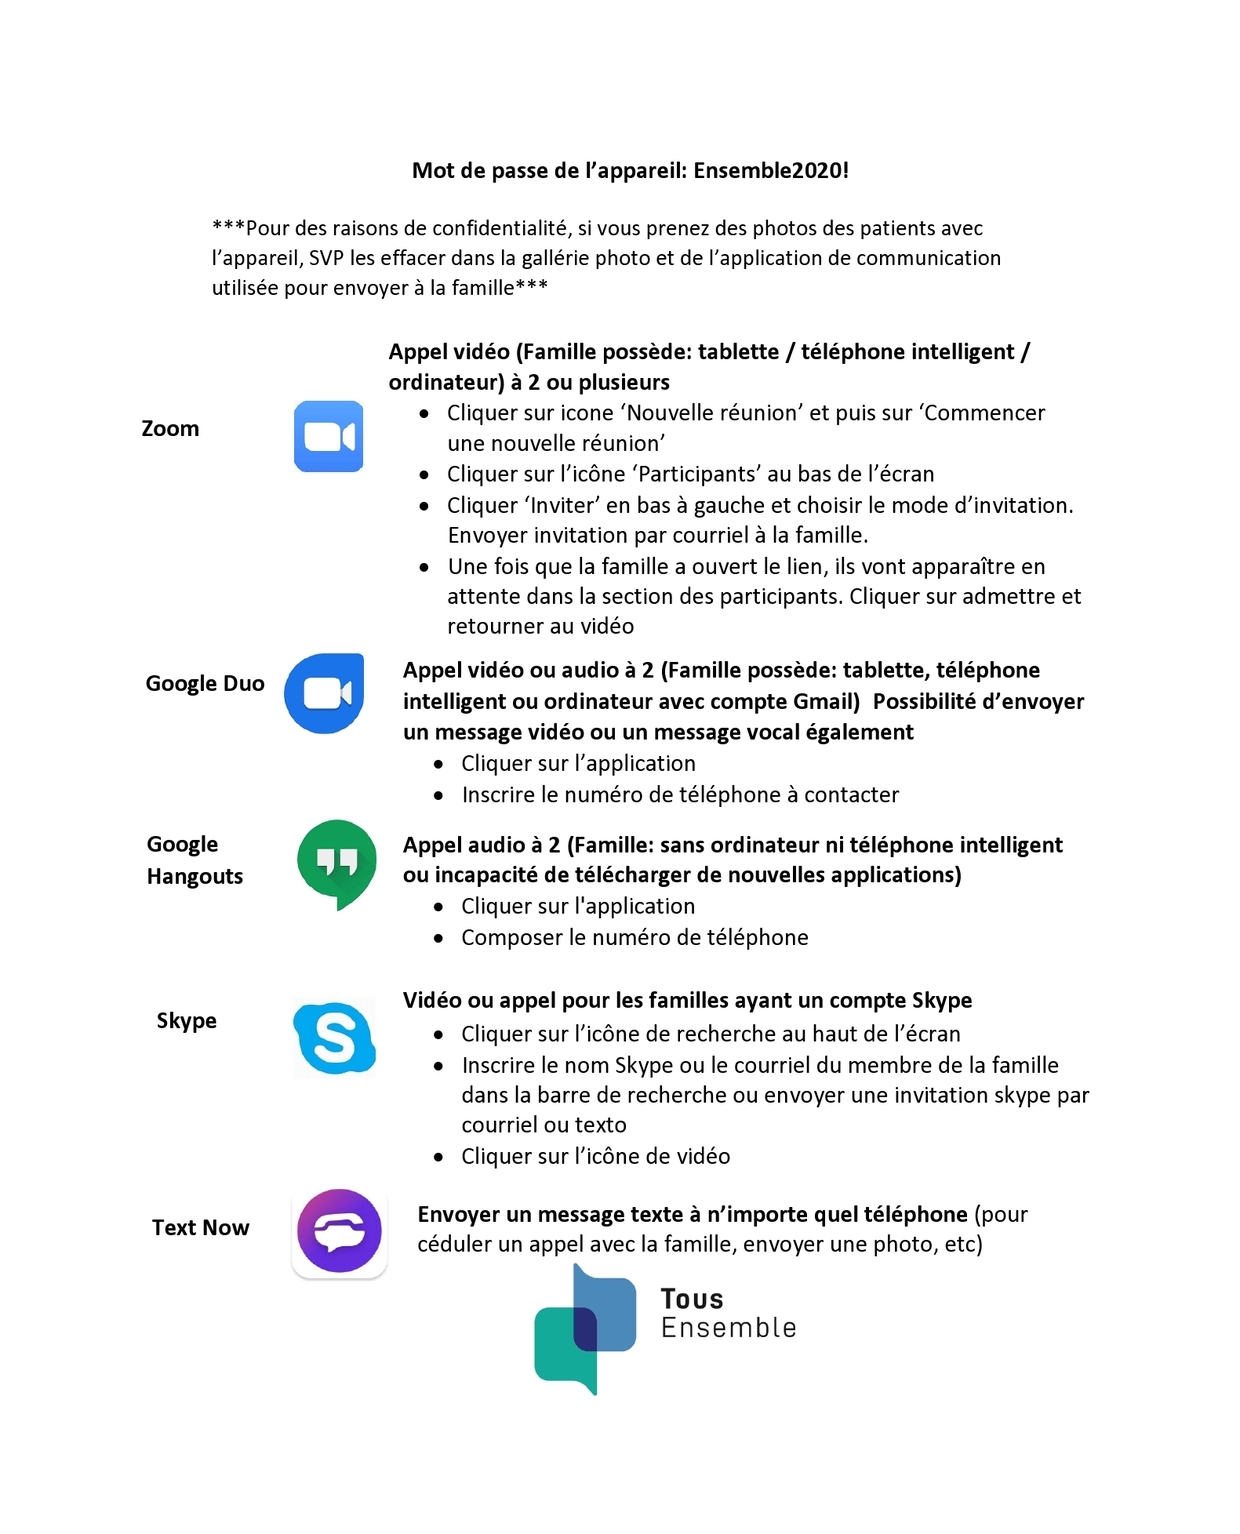 Mot de passe de l’appareil: Ensemble2020!
***Pour des raisons de confidentialité, si vous prenez des photos des patients avec
l’appareil, SVP les effacer dans la gallérie photo et de l’application de communication
utilisée pour envoyer à la famille***
Zoom
Appel vidéo (Famille possède: tablette / téléphone intelligent /
ordinateur) à 2 ou plusieurs
• Cliquer sur icone ‘Nouvelle réunion’ et puis sur ‘Commencer
une nouvelle réunion’
• Cliquer sur l’icône ‘Participants’ au bas de l’écran
• Cliquer ‘Inviter’ en bas à gauche et choisir le mode d’invitation.
Envoyer invitation par courriel à la famille.
• Une fois que la famille a ouvert le lien, ils vont apparaître en
attente dans la section des participants. Cliquer sur admettre et
retourner au vidéo
Google Duo
Appel vidéo ou audio à 2 (Famille possède: tablette, téléphone
intelligent ou ordinateur avec compte Gmail)  Possibilité d’envoyer
un message vidéo ou un message vocal également
• Cliquer sur l’application
• Inscrire le numéro de téléphone à contacter
Google
Hangouts
Appel audio à 2 (Famille: sans ordinateur ni téléphone intelligent
ou incapacité de télécharger de nouvelles applications)
• Cliquer sur l'application
• Composer le numéro de téléphone
Skype
Vidéo ou appel pour les familles ayant un compte Skype
• Cliquer sur l’icône de recherche au haut de l’écran
• Inscrire le nom Skype ou le courriel du membre de la famille
dans la barre de recherche ou envoyer une invitation skype par
courriel ou texto
• Cliquer sur l’icône de vidéo
Text Now
Envoyer un message texte à n’importe quel téléphone (pour
céduler un appel avec la famille, envoyer une photo, etc)
Tous
Ensemble